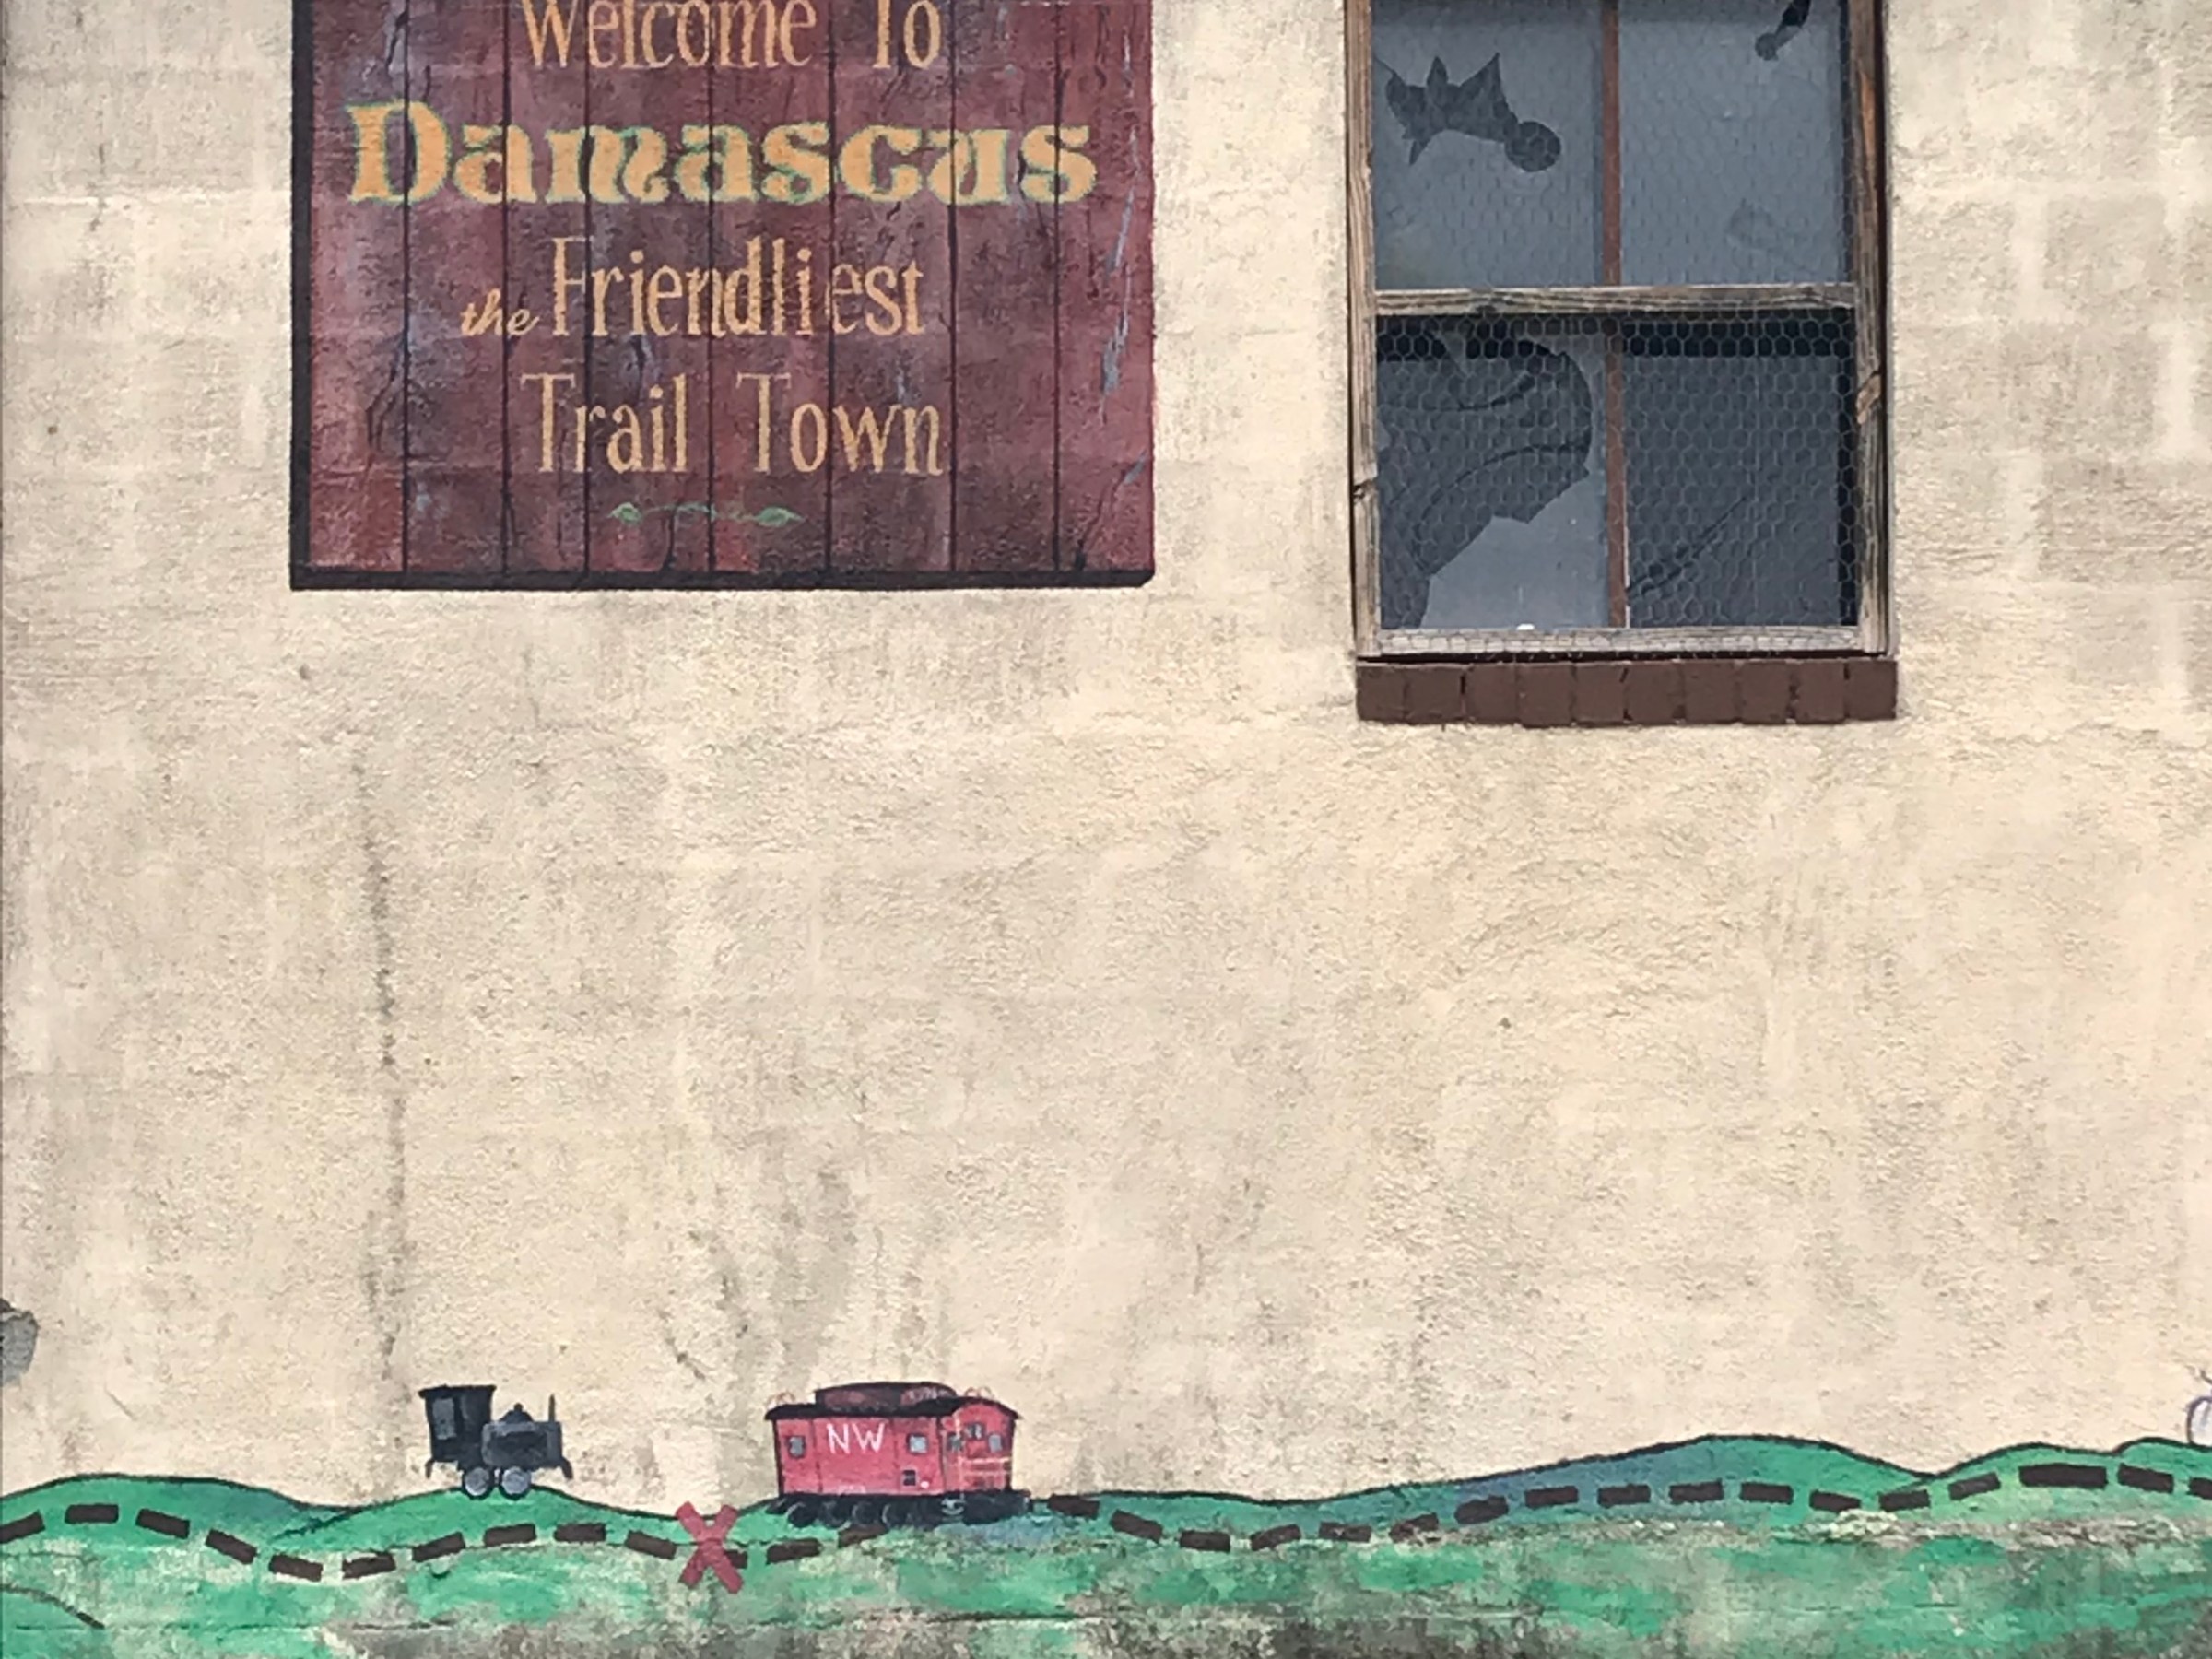 Welcome To
Damascus
the Friendliest
Trail Town
NW